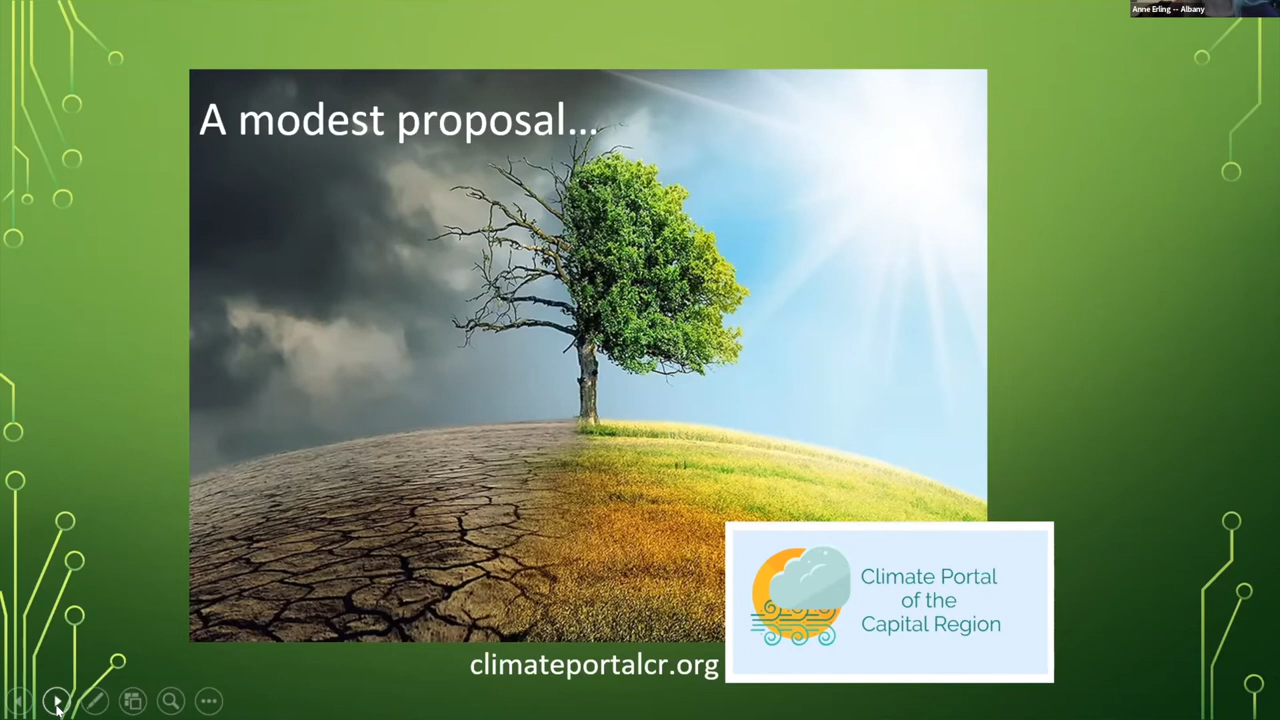 Anne Erling -- Albany
A modest proposal...
Climate Portal
of the
Capital Region
climateportalcr.org